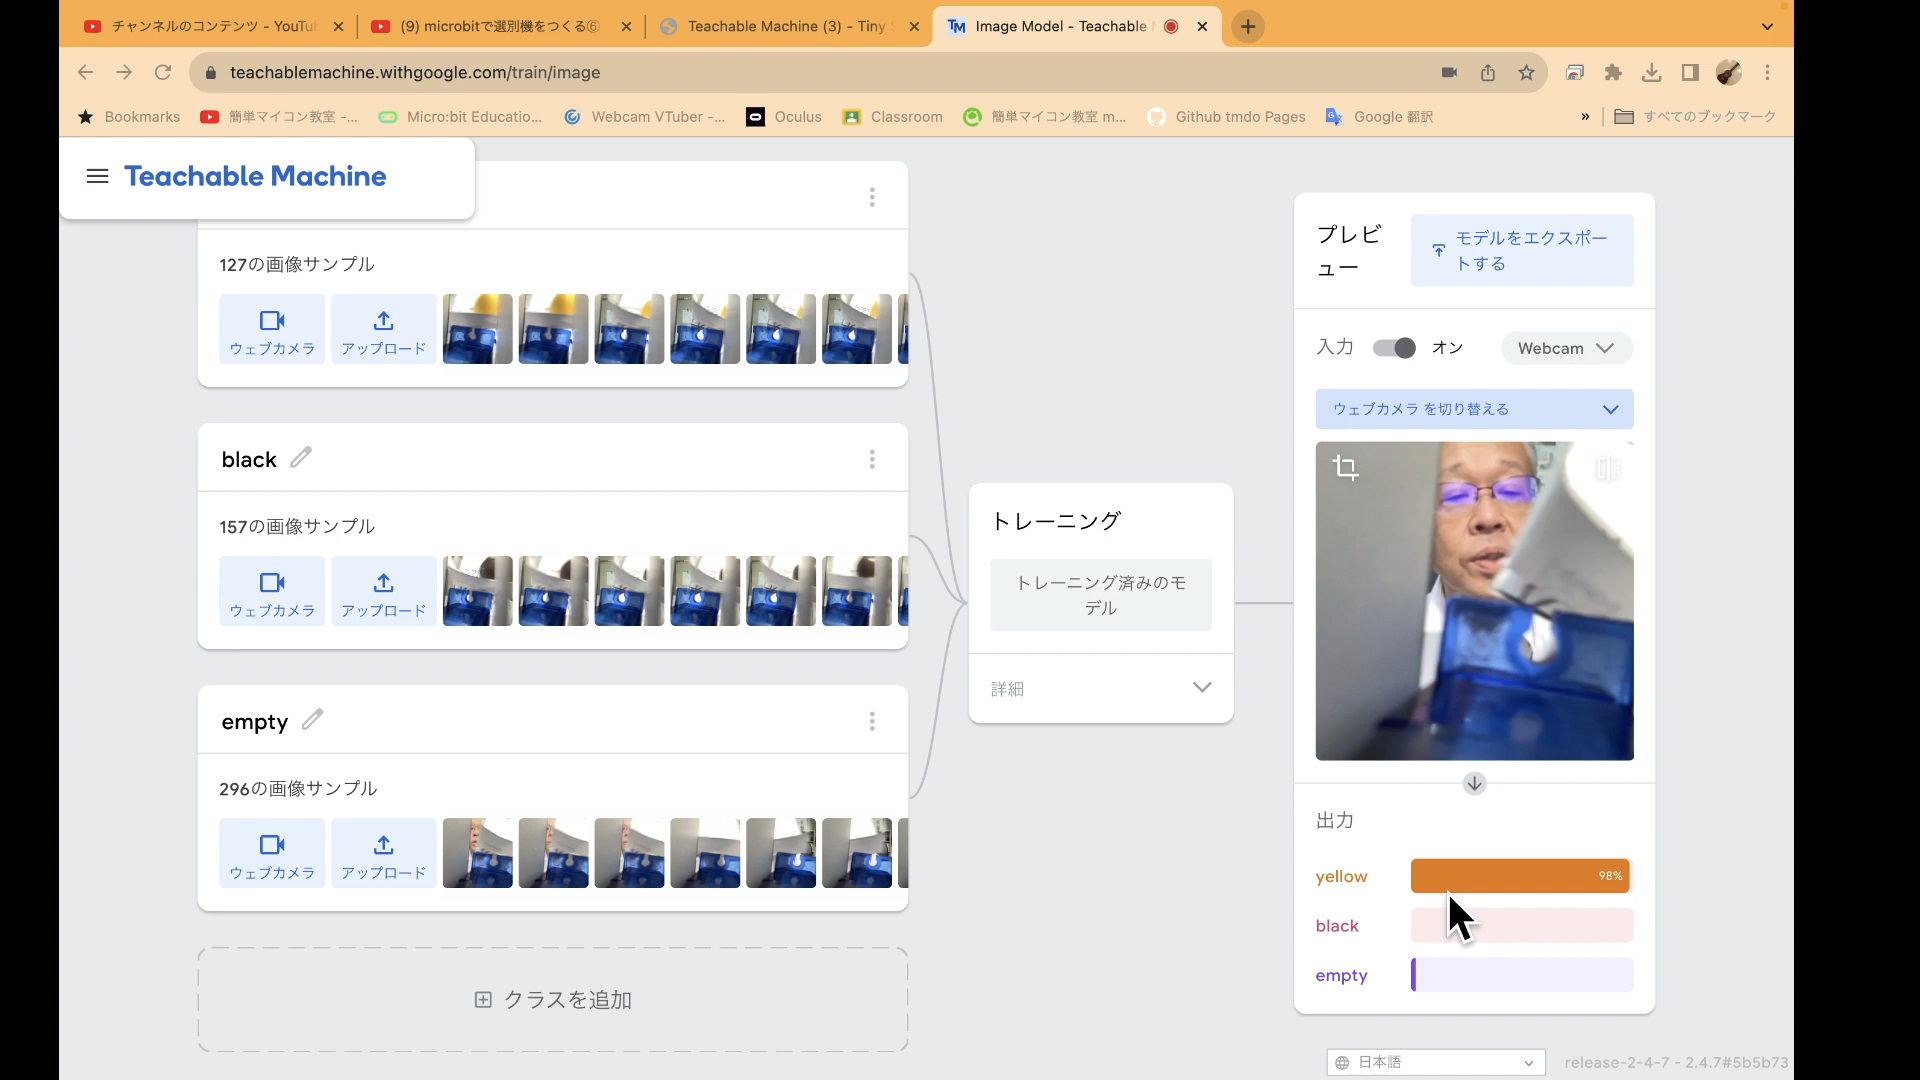 チャンネルのコンテンツ - YouTu
(9) microbitで選別機をつくる⑥
Teachable Machine (3) - Tiny
Image Model - Teachable
teachablemachine.withgoogle.com/train/image
Bookmarks
簡単マイコン教室 -...
Micro:bit Educatio...
Webcam VTuber -...
Oculus
Classroom
簡単マイコン教室 m...
Github tmdo Pages
Google 翻訳
»
すべてのブックマーク
Teachable Machine
127の画像サンプル
ウェブカメラ
アップロード
black
157の画像サンプル
ウェブカメラ
アップロード
empty
296の画像サンプル
ウェブカメラ
アップロード
クラスを追加
トレーニング
トレーニング済みのモ
デル
詳細
プレビ
ュー
モデルをエクスポー
トする
入力
オン
Webcam
ウェブカメラ を切り替える
出力
yellow
98%
black
empty
日本語
release-2-4-7 - 2.4.7#5b5b73